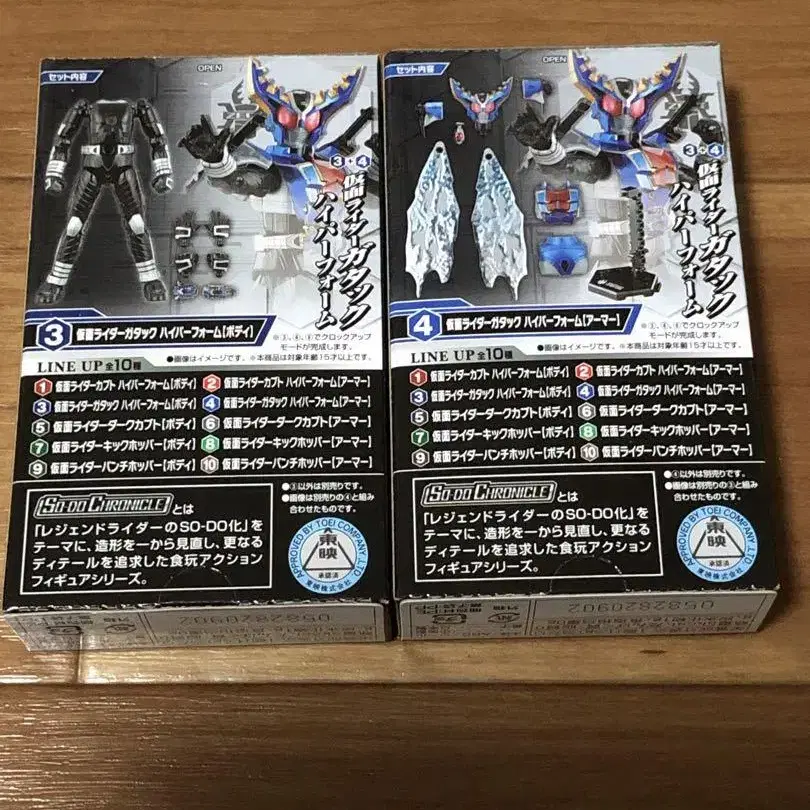 セット内容
OPEN
3+4
仮面ライダーガタック
ハイパーフォーム
3 仮面ライダーガタック ハイパーフォーム【ボディ】
※③、④、⑥でクロックアップ
モードが完成します。
●画像はイメージです。 ※本商品は対象年齢15才以上です。
LINE UP 全10種
1 仮面ライダーカブト ハイパーフォーム【ボディ】
2 仮面ライダーカブト ハイパーフォーム【アーマー】
3 仮面ライダーガタック ハイパーフォーム【ボディ】
4 仮面ライダーガタック ハイパーフォーム【アーマー】
5 仮面ライダーダークカブト【ボディ】
6 仮面ライダーダークカブト【アーマー】
7 仮面ライダーキックホッパー【ボディ】
8 仮面ライダーキックホッパー【アーマー】
9 仮面ライダーパンチホッパー【ボディ】
10 仮面ライダーパンチホッパー【アーマー】
●③以外は別売りです。
●画像は別売りの④と組み
合わせたものです。
SO-DO CHRONICLE とは
「レジェンドライダーのSO-DO化」を
テーマに、造形を一から見直し、更なる
ディテールを追求した食玩アクション
フィギュアシリーズ。
APPROVED BY TOEI COMPANY, LTD.
東映
承認済
東映株式会社
0582820902
セット内容
OPEN
3+4
仮面ライダーガタック
ハイパーフォーム
4 仮面ライダーガタック ハイパーフォーム【アーマー】
モードが完成します。
●画像はイメージです。 ※本商品は対象年齢15才以上です。
LINE UP 全10種
1 仮面ライダーカブト ハイパーフォーム【ボディ】
2 仮面ライダーカブト ハイパーフォーム【アーマー】
3 仮面ライダーガタック ハイパーフォーム【ボディ】
4 仮面ライダーガタック ハイパーフォーム【アーマー】
5 仮面ライダーダークカブト【ボディ】
6 仮面ライダーダークカブト【アーマー】
7 仮面ライダーキックホッパー【ボディ】
8 仮面ライダーキックホッパー【アーマー】
9 仮面ライダーパンチホッパー【ボディ】
10 仮面ライダーパンチホッパー【アーマー】
●④以外は別売りです。
●画像は別売りの③と組み
合わせたものです。
SO-DO CHRONICLE とは
「レジェンドライダーのSO-DO化」を
テーマに、造形を一から見直し、更なる
ディテールを追求した食玩アクション
フィギュアシリーズ。
APPROVED BY TOEI COMPANY, LTD.
東映
承認済
東映株式会社
0582820902